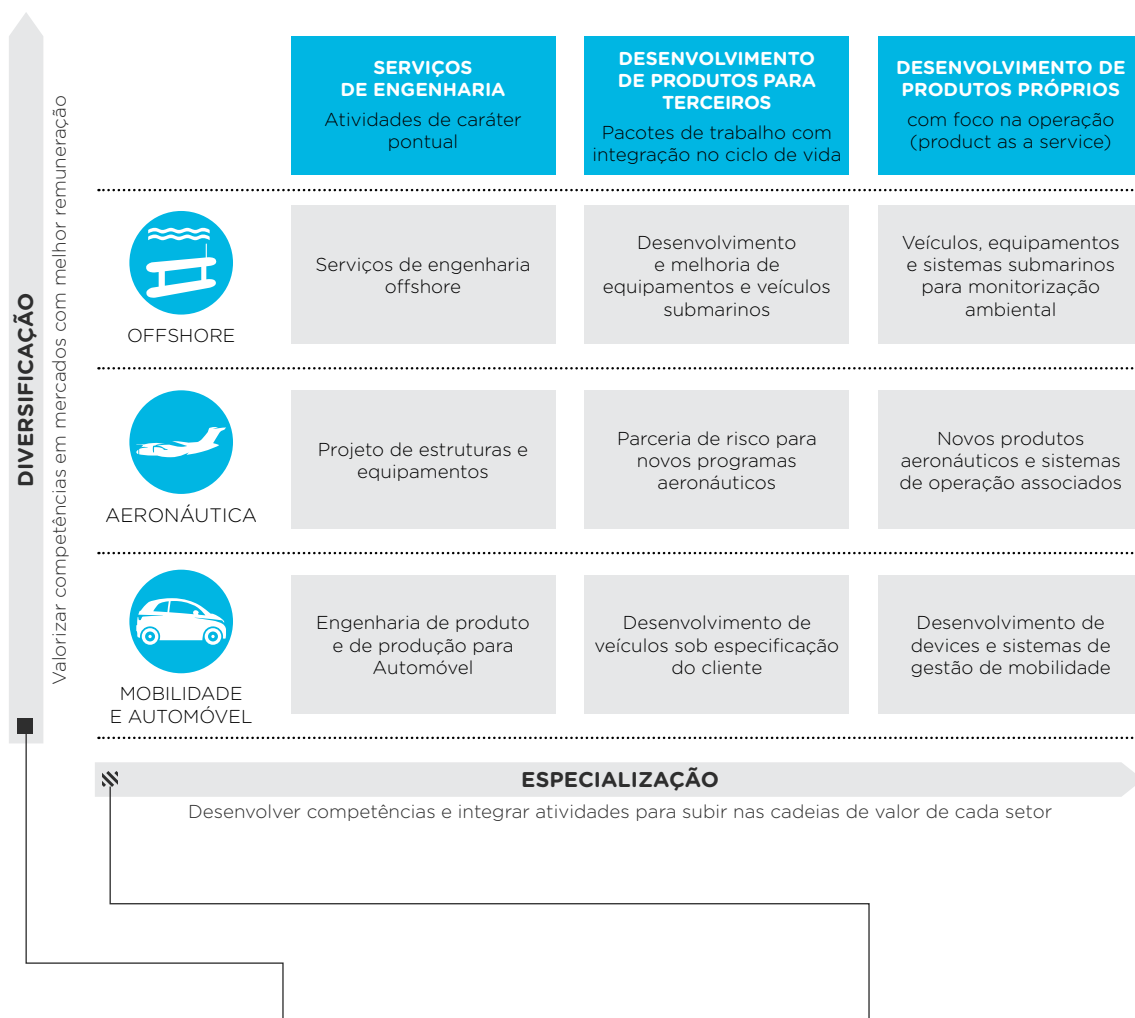 SERVIÇOS
DE ENGENHARIA
Atividades de caráter
pontual
DESENVOLVIMENTO
DE PRODUTOS PARA
TERCEIROS
Pacotes de trabalho com
integração no ciclo de vida
DESENVOLVIMENTO DE
PRODUTOS PRÓPRIOS
com foco na operação
(product as a service)
DIVERSIFICAÇÃO
Valorizar competências em mercados com melhor remuneração
OFFSHORE
Serviços de engenharia
offshore
Desenvolvimento
e melhoria de
equipamentos e veículos
submarinos
Veículos, equipamentos
e sistemas submarinos
para monitorização
ambiental
AERONÁUTICA
Projeto de estruturas e
equipamentos
Parceria de risco para
novos programas
aeronáuticos
Novos produtos
aeronáuticos e sistemas
de operação associados
MOBILIDADE
E AUTOMÓVEL
Engenharia de produto
e de produção para
Automóvel
Desenvolvimento de
veículos sob especificação
do cliente
Desenvolvimento de
devices e sistemas de
gestão de mobilidade
ESPECIALIZAÇÃO
Desenvolver competências e integrar atividades para subir nas cadeias de valor de cada setor